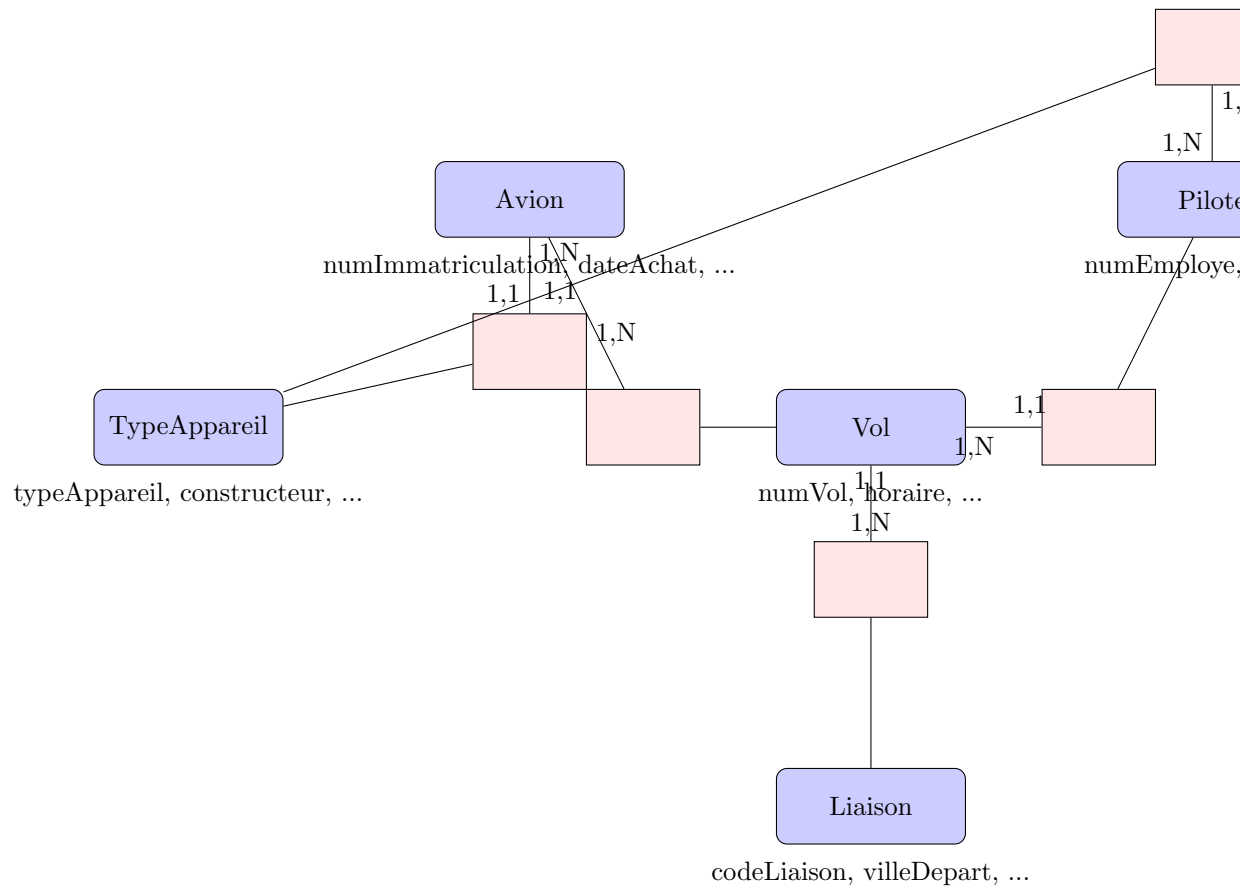 1,
1,N
Avion
Pilote
1,N
numImmatriculation, dateAchat, ...
numEmploye,
1,1
1,1
1,N
1,1
TypeAppareil
Vol
1,N
1,1
typeAppareil, constructeur, ...
numVol, horaire, ...
1,N
Liaison
codeLiaison, villeDepart, ...